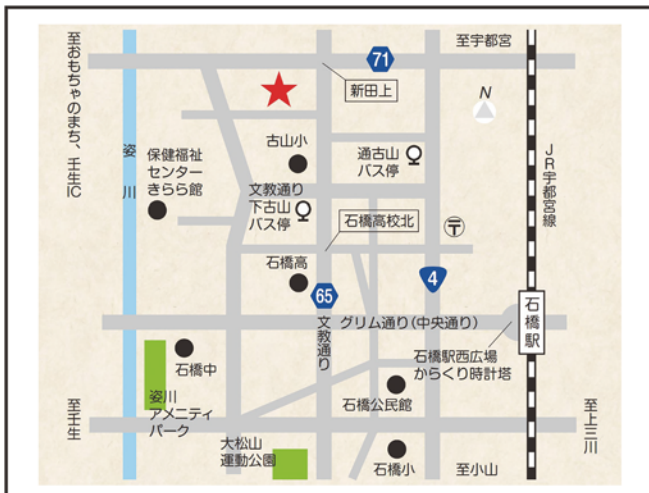 至おもちゃのまち、壬生IC
71
至宇都宮
新田上
N
姿川
保健福祉
センター
きらら館
古山小
通古山
バス停
JR宇都宮線
文教通り
下古山
バス停
石橋高校北
〒
石橋高
65
4
石橋駅
文教通り
グリム通り(中央通り)
石橋中
石橋駅西広場
からくり時計塔
姿川
アメニティ
パーク
石橋公民館
至壬生
至上三川
大松山
運動公園
石橋小
至小山